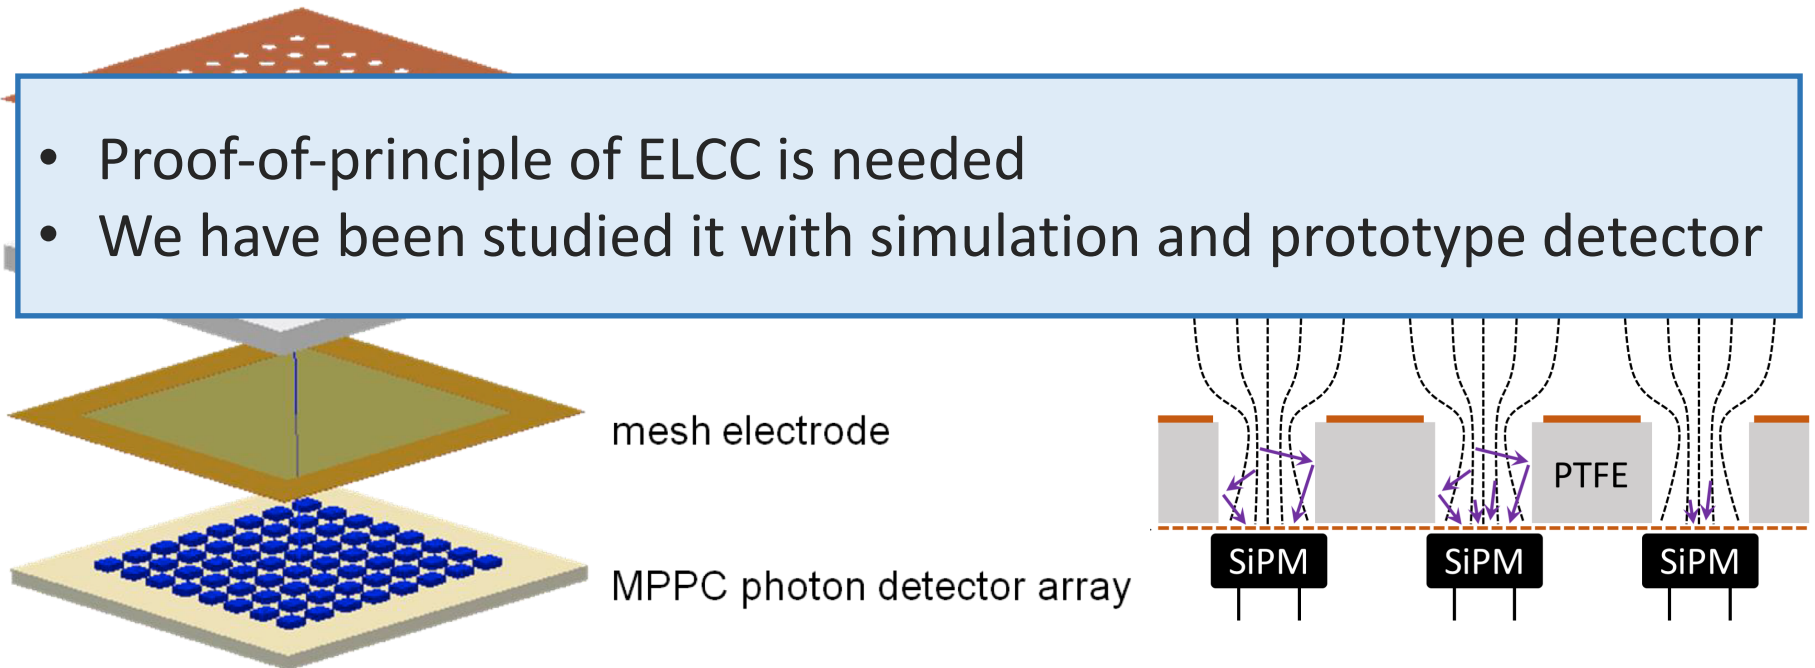 • Proof-of-principle of ELCC is needed
• We have been studied it with simulation and prototype detector
mesh electrode
PTFE
MPPC photon detector array
SiPM SiPM SiPM